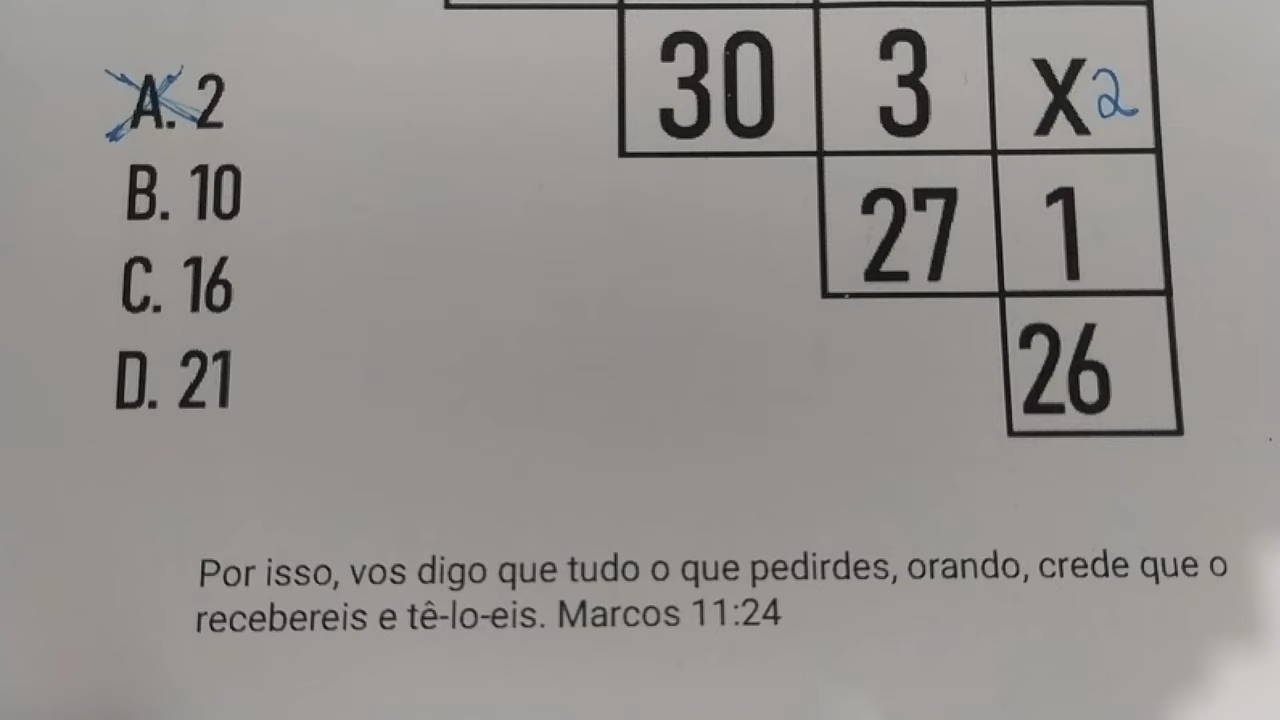 30 3 X 2
A. 2
B. 10
27 1
C. 16
26
D. 21
Por isso, vos digo que tudo o que pedirdes, orando, crede que o
recebereis e tê-lo-eis. Marcos 11:24